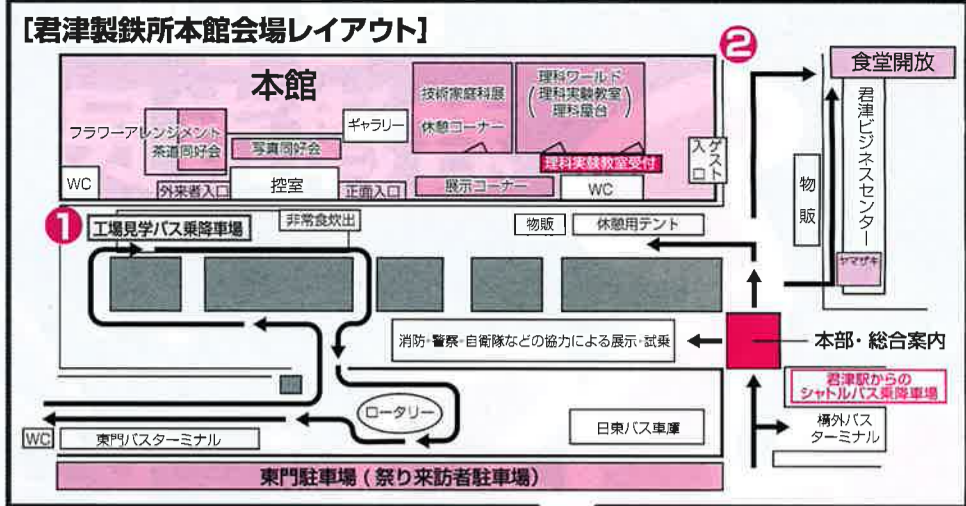 [君津製鉄所本館会場レイアウト]
本館
フラワーアレンジメント
茶道同好会
写真同好会
ギャラリー
技術家庭科展
休憩コーナー
理科ワールド
(理科実験教室
理科屋台)
理科実験教室受付
ゲスト
入口
WC
外来者入口
控室
正面入口
展示コーナー
WC
2
食堂開放
君津ビジネスセンター
物販
ヤマザキ
1
工場見学バス乗降車場
非常食炊出
物販
休憩用テント
消防・警察・自衛隊などの協力による展示・試乗
本部・総合案内
君津駅からの
シャトルバス乗降車場
構外バス
ターミナル
ロータリー
日東バス車庫
WC
東門バスターミナル
東門駐車場(祭り来訪者駐車場)